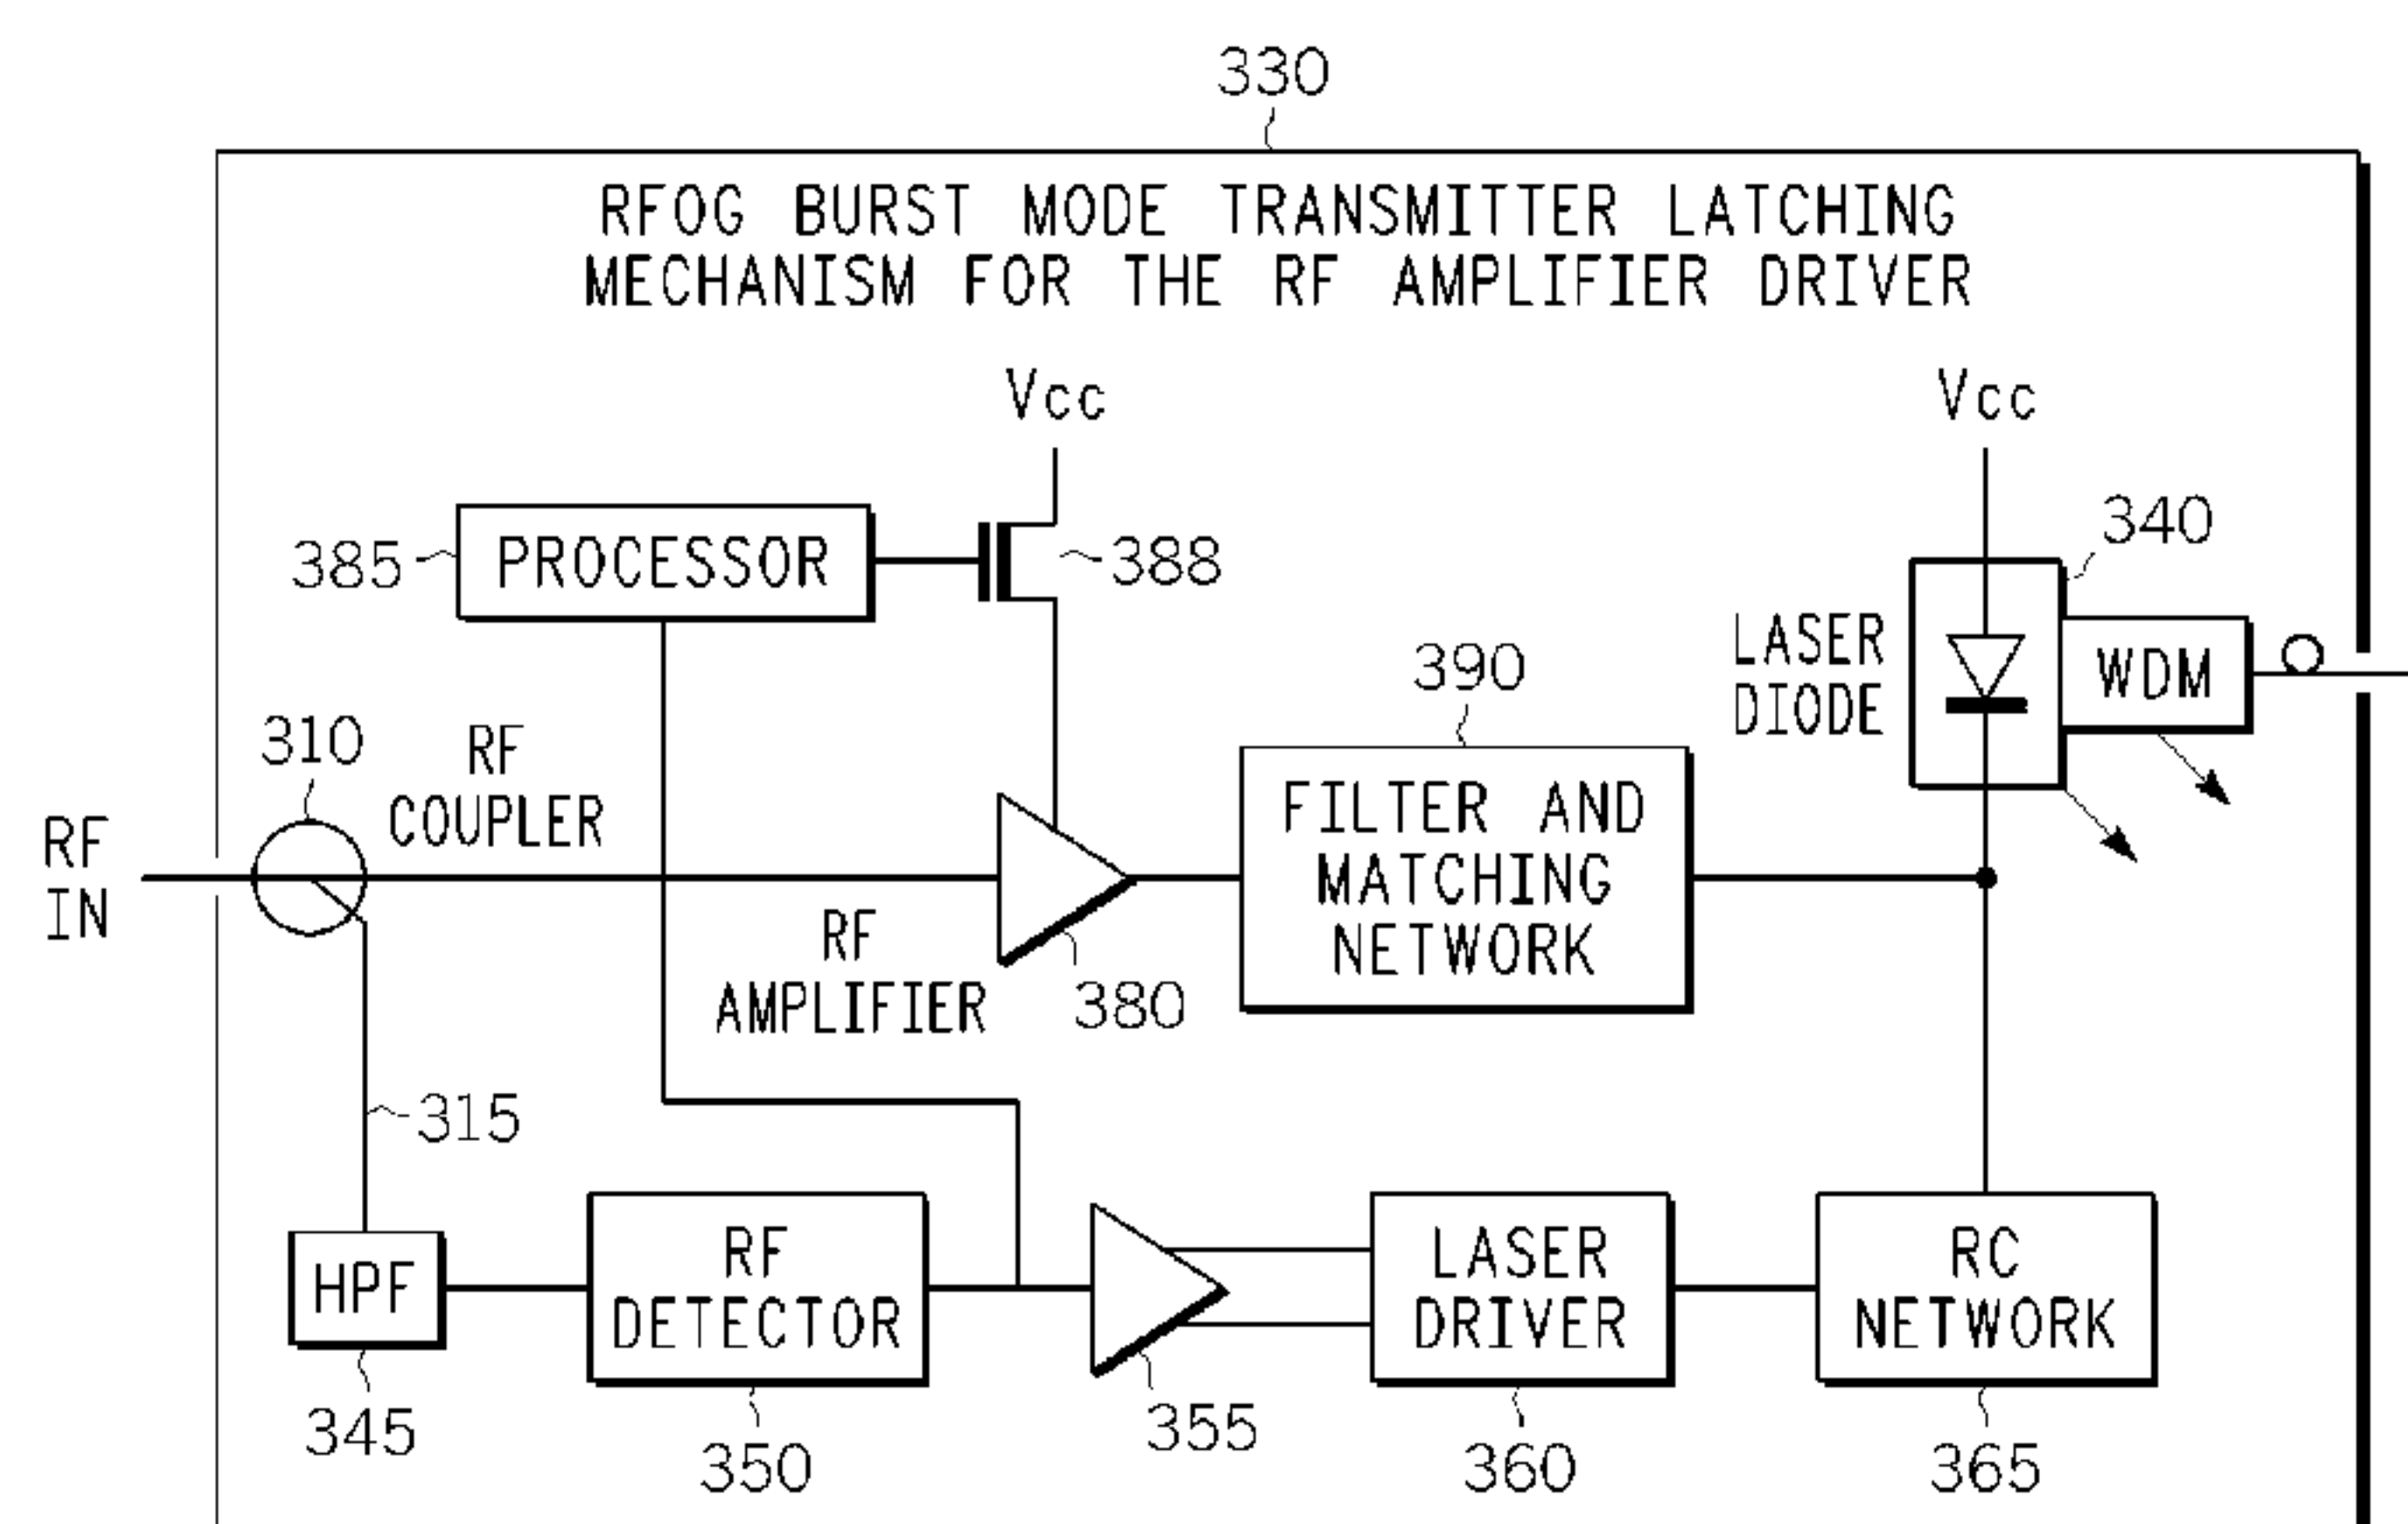 330
RFOG BURST MODE TRANSMITTER LATCHING
MECHANISM FOR THE RF AMPLIFIER DRIVER
Vcc
Vcc
340
385
PROCESSOR
388
LASER
DIODE
WDM
390
310
RF
COUPLER
RF
IN
FILTER AND
MATCHING
NETWORK
RF
AMPLIFIER
380
315
HPF
RF
DETECTOR
LASER
DRIVER
RC
NETWORK
345
350
355
360
365